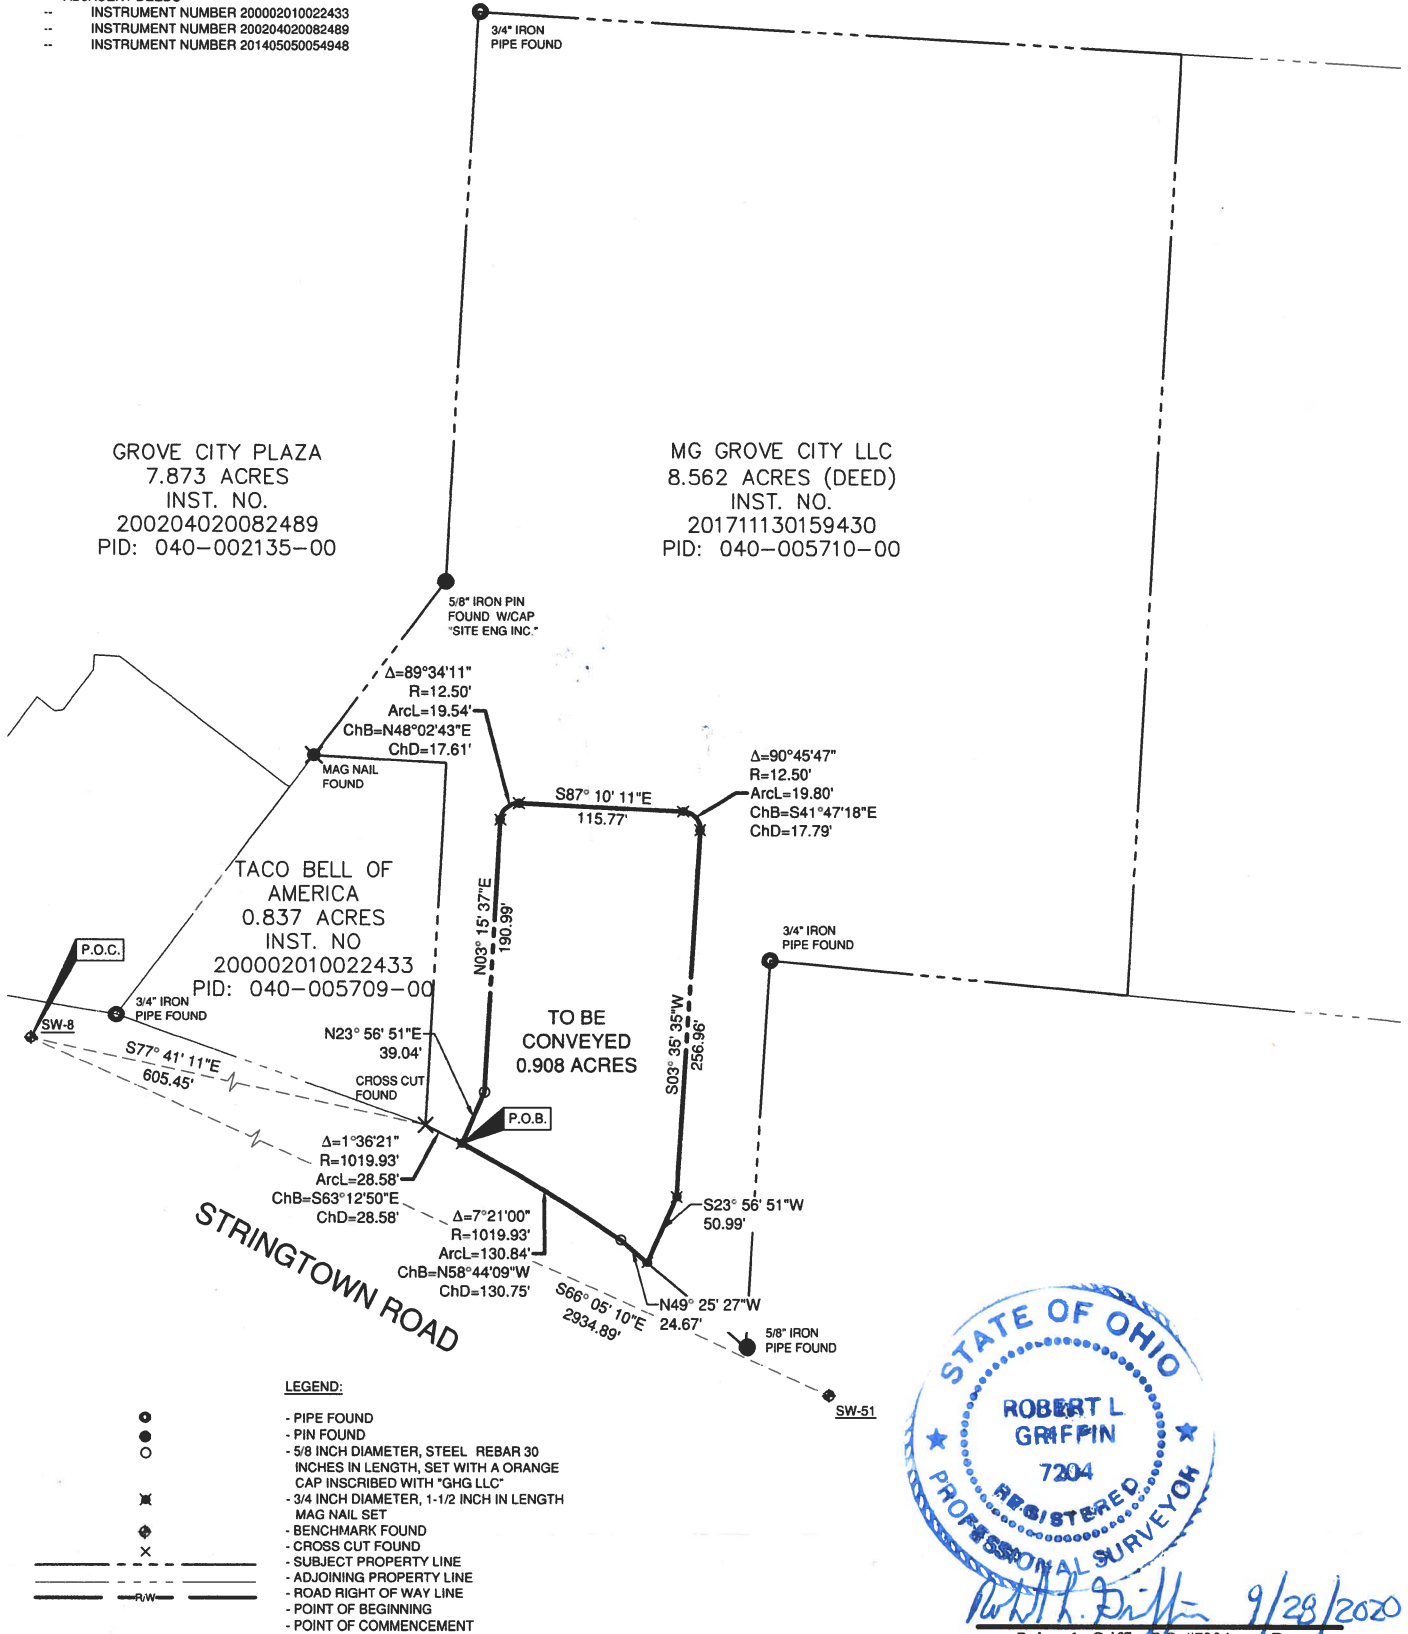 -- INSTRUMENT NUMBER 200002010022433
-- INSTRUMENT NUMBER 200204020082489
-- INSTRUMENT NUMBER 201405050054948
3/4" IRON
PIPE FOUND
GROVE CITY PLAZA
7.873 ACRES
INST. NO.
200204020082489
PID: 040-002135-00
MG GROVE CITY LLC
8.562 ACRES (DEED)
INST. NO.
201711130159430
PID: 040-005710-00
5/8" IRON PIN
FOUND W/CAP
"SITE ENG INC."
Δ=89°34'11"
R=12.50'
ArcL=19.54'
ChB=N48°02'43"E
ChD=17.61'
MAG NAIL
FOUND
Δ=90°45'47"
R=12.50'
ArcL=19.80'
ChB=S41°47'18"E
ChD=17.79'
S87° 10' 11"E
115.77'
TACO BELL OF
AMERICA
0.837 ACRES
INST. NO
200002010022433
PID: 040-005709-00
N03° 15' 37"E
190.99'
3/4" IRON
PIPE FOUND
P.O.C.
3/4" IRON
PIPE FOUND
SW-8
S77° 41' 11"E
605.45'
N23° 56' 51"E
39.04'
CROSS CUT
FOUND
TO BE
CONVEYED
0.908 ACRES
S03° 35' 35"W
256.96'
P.O.B.
Δ=1°36'21"
R=1019.93'
ArcL=28.58'
ChB=S63°12'50"E
ChD=28.58'
STRINGTOWN ROAD
Δ=7°21'00"
R=1019.93'
ArcL=130.84'
ChB=N58°44'09"W
ChD=130.75'
S23° 56' 51"W
50.99'
S66° 05' 10"E
2934.89'
N49° 25' 27"W
24.67'
5/8" IRON
PIPE FOUND
SW-51
LEGEND:
- PIPE FOUND
- PIN FOUND
- 5/8 INCH DIAMETER, STEEL REBAR 30
INCHES IN LENGTH, SET WITH A ORANGE
CAP INSCRIBED WITH "GHG LLC"
- 3/4 INCH DIAMETER, 1-1/2 INCH IN LENGTH
MAG NAIL SET
- BENCHMARK FOUND
- CROSS CUT FOUND
- SUBJECT PROPERTY LINE
- ADJOINING PROPERTY LINE
R/W - ROAD RIGHT OF WAY LINE
- POINT OF BEGINNING
- POINT OF COMMENCEMENT
STATE OF OHIO
ROBERT L
GRIFFIN
7204
REGISTERED
PROFESSIONAL SURVEYOR
Robert L. Griffin 9/28/2020